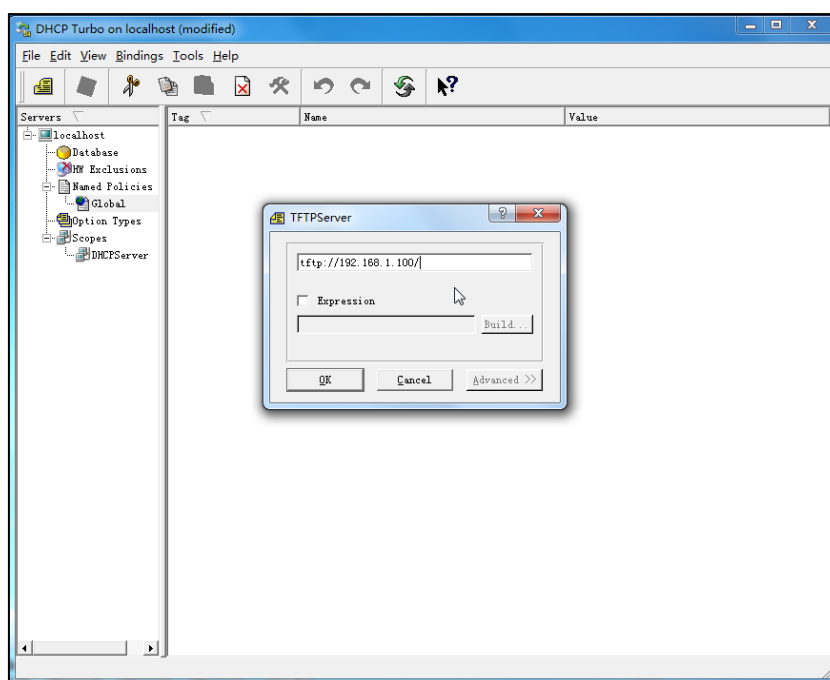 DHCP Turbo on localhost (modified)
File Edit View Bindings Tools Help
Servers Tag Name Value
localhost
Database
HW Exclusions
Named Policies
Global
Option Types
Scopes
DHCPServer
TFTPServer
tftp://192.168.1.100/
Expression
Build...
OK Cancel Advanced >>